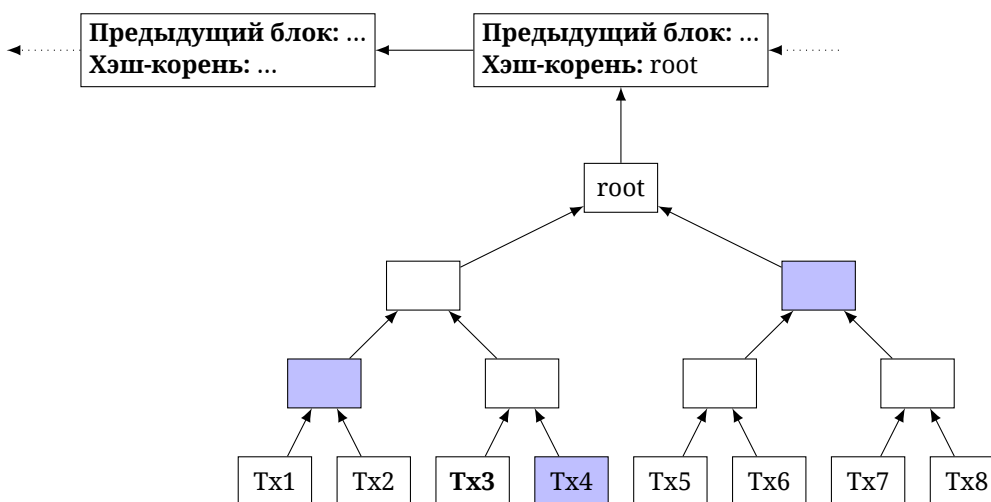 Предыдущий блок: ...
Хэш-корень: ...
Предыдущий блок: ...
Хэш-корень: root
root
Tx1 Tx2 Tx3 Tx4 Tx5 Tx6 Tx7 Tx8